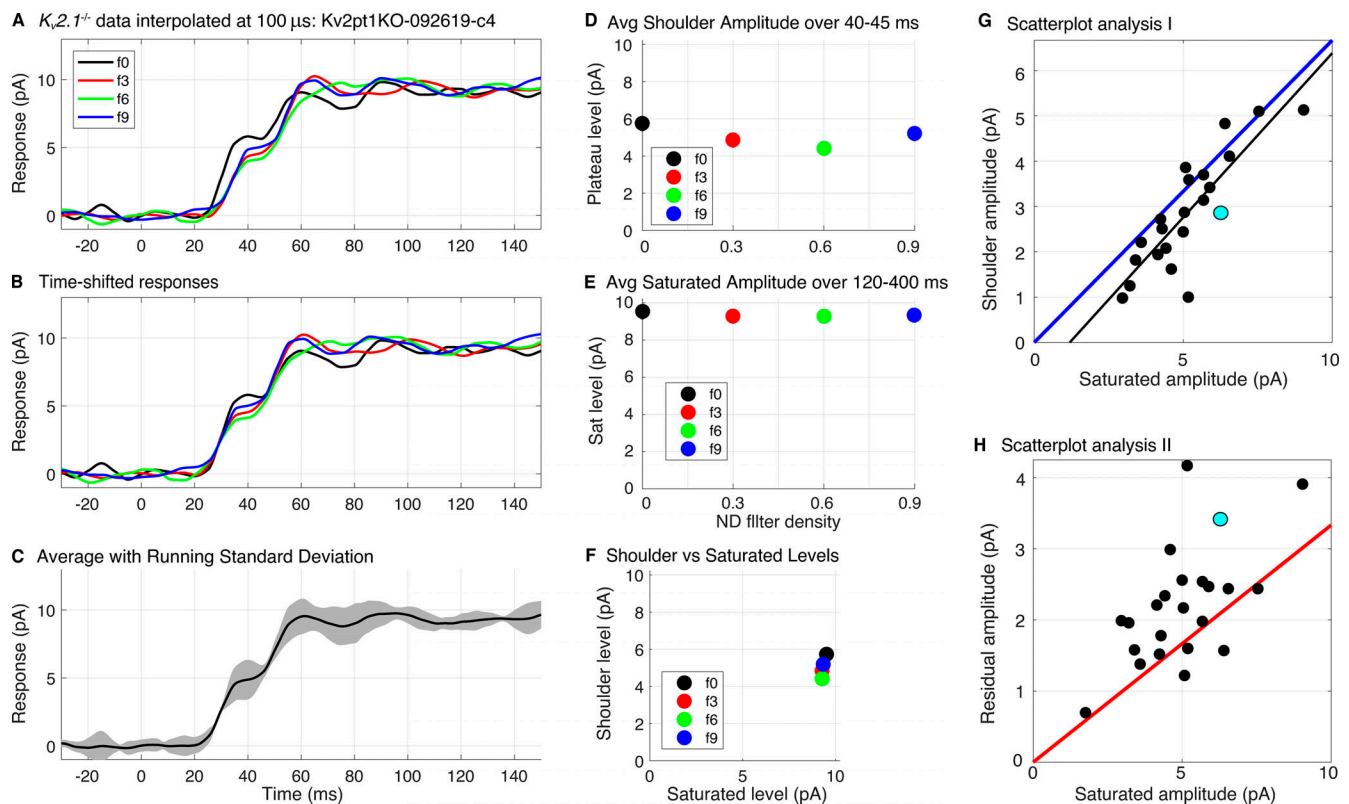 A K_v2.1⁻/⁻ data interpolated at 100 µs: Kv2pt1KO-092619-c4
Response (pA)
10
5
0
f0
f3
f6
f9
-20 0 20 40 60 80 100 120 140
B Time-shifted responses
Response (pA)
10
5
0
-20 0 20 40 60 80 100 120 140
C Average with Running Standard Deviation
Response (pA)
10
5
0
-20 0 20 40 60 80 100 120 140
Time (ms)
D Avg Shoulder Amplitude over 40-45 ms
Plateau level (pA)
10
8
6
4
2
0
f0
f3
f6
f9
0 0.3 0.6 0.9
E Avg Saturated Amplitude over 120-400 ms
Sat level (pA)
10
8
6
4
2
0
f0
f3
f6
f9
0 0.3 0.6 0.9
ND fIlter density
F Shoulder vs Saturated Levels
Shoulder level (pA)
10
8
6
4
2
0
f0
f3
f6
f9
0 5 10
Saturated level (pA)
G Scatterplot analysis I
Shoulder amplitude (pA)
6
5
4
3
2
1
0
0 5 10
Saturated amplitude (pA)
H Scatterplot analysis II
Residual amplitude (pA)
4
3
2
1
0
0 5 10
Saturated amplitude (pA)